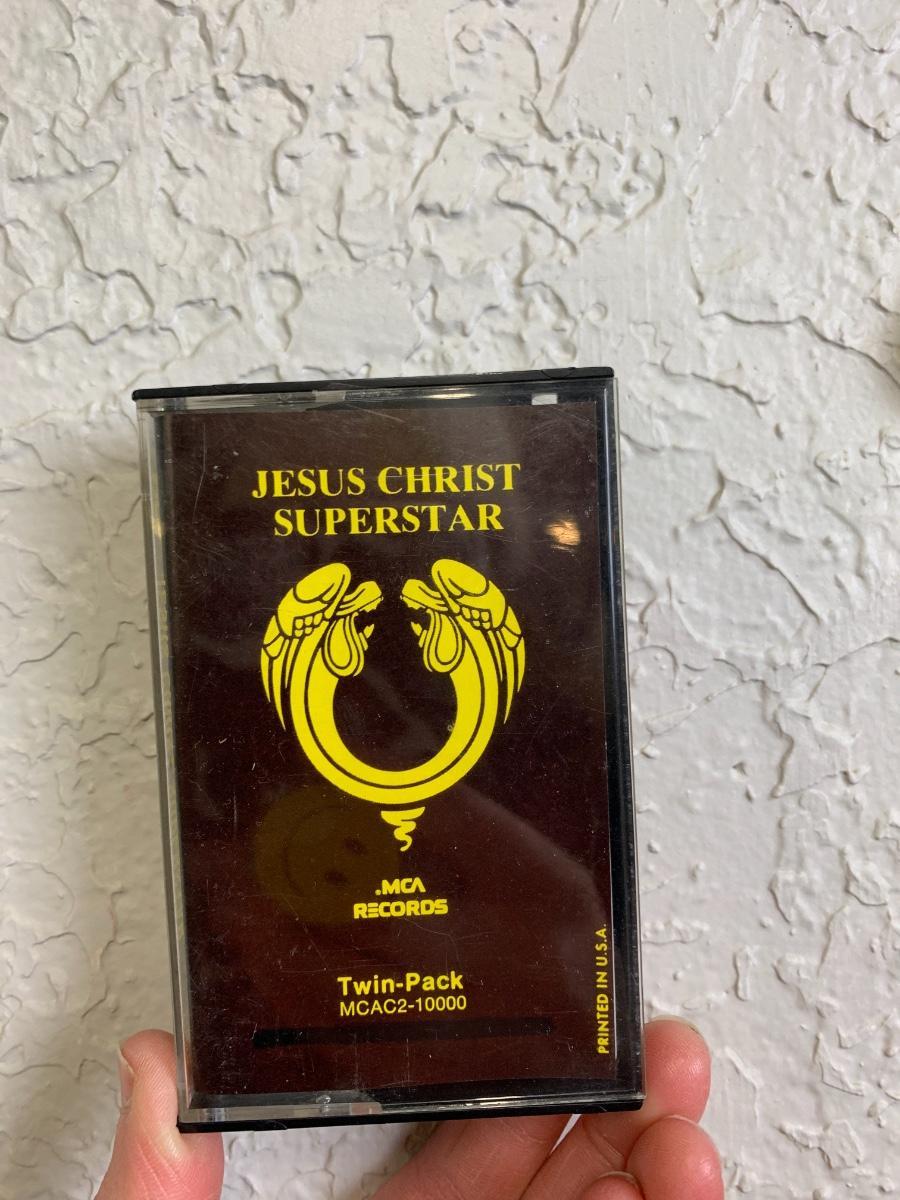 JESUS CHRIST
SUPERSTAR
.MCA
RECORDS
Twin-Pack
MCAC2-10000
PRINTED IN U.S.A.